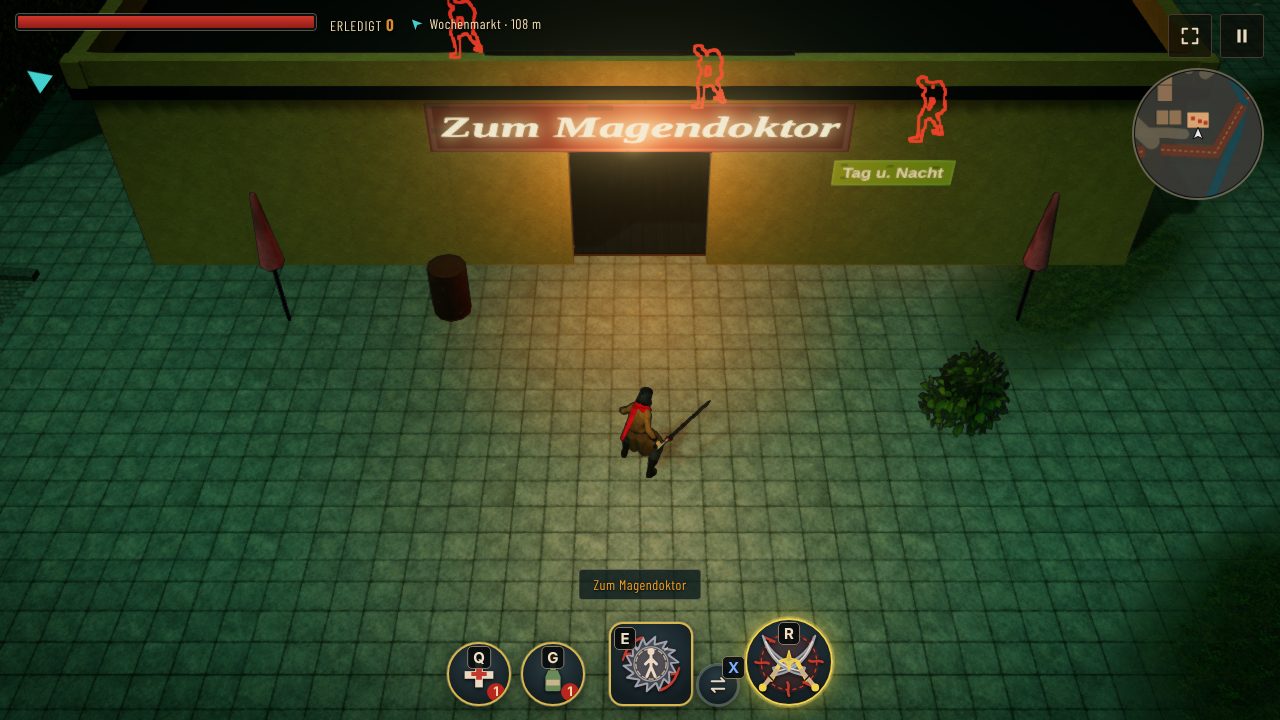 ERLEDIGT 0
Wochenmarkt · 108 m
Zum Magendoktor
Tag u. Nacht
Zum Magendoktor
Q
1
G
1
E
X
R